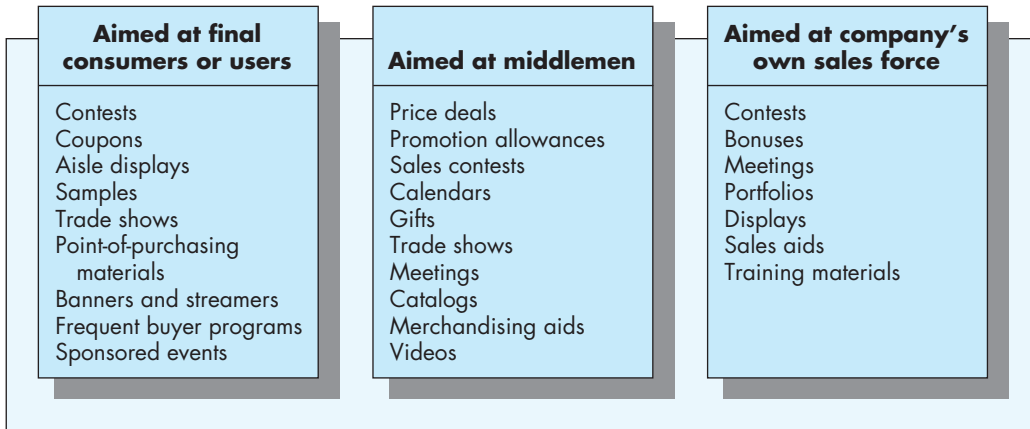 Aimed at final
consumers or users
Contests
Coupons
Aisle displays
Samples
Trade shows
Point-of-purchasing
materials
Banners and streamers
Frequent buyer programs
Sponsored events
Aimed at middlemen
Price deals
Promotion allowances
Sales contests
Calendars
Gifts
Trade shows
Meetings
Catalogs
Merchandising aids
Videos
Aimed at company’s
own sales force
Contests
Bonuses
Meetings
Portfolios
Displays
Sales aids
Training materials